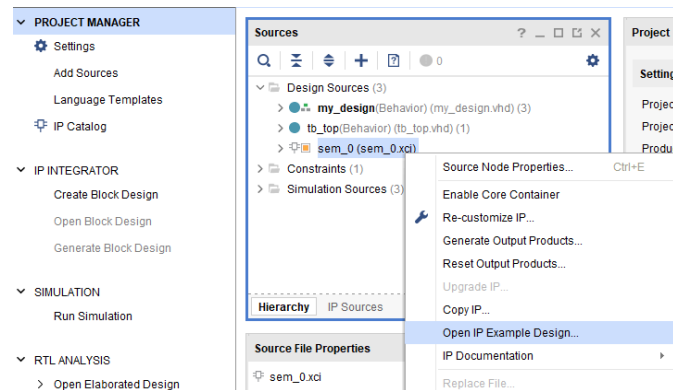 PROJECT MANAGER
Settings
Add Sources
Language Templates
IP Catalog
IP INTEGRATOR
Create Block Design
Open Block Design
Generate Block Design
SIMULATION
Run Simulation
RTL ANALYSIS
Open Elaborated Design
Sources
0
Design Sources (3)
my_design(Behavior) (my_design.vhd) (3)
tb_top(Behavior) (tb_top.vhd) (1)
sem_0 (sem_0.xci)
Constraints (1)
Simulation Sources (3)
Hierarchy IP Sources
Source File Properties
sem_0.xci
Source Node Properties... Ctrl+E
Enable Core Container
Re-customize IP...
Generate Output Products...
Reset Output Products...
Upgrade IP...
Copy IP...
Open IP Example Design...
IP Documentation
Replace File...
Project
Setting
Projec
Projec
Produ